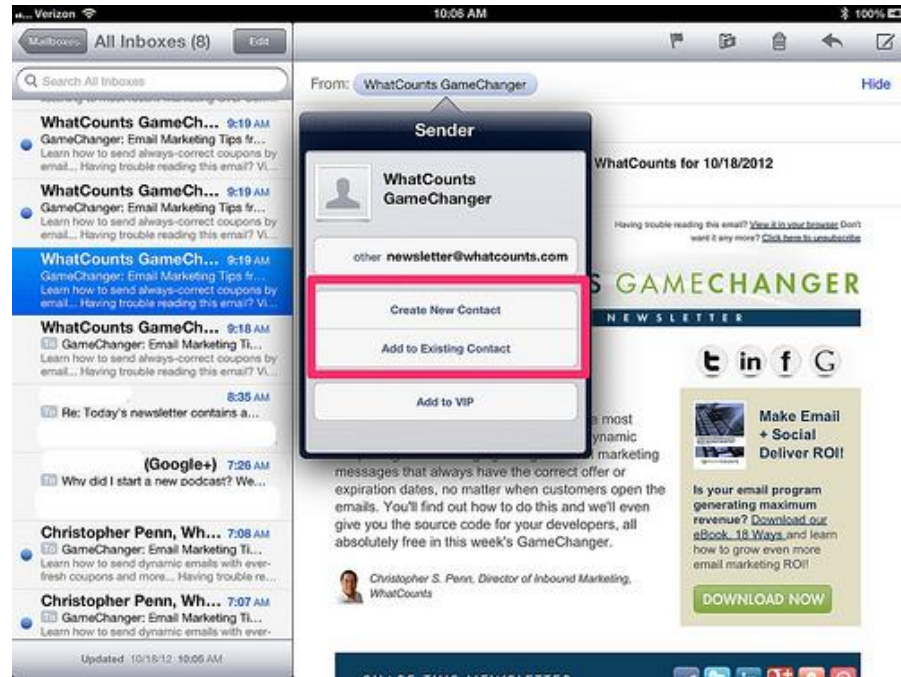 Verizon
10:05 AM
100%
Mailboxes
All Inboxes (8)
Edit
Search All Inboxes
WhatCounts GameCh... 9:19 AM
GameChanger: Email Marketing Tips fr...
Learn how to send always-correct coupons by
email... Having trouble reading this email? Vi...
WhatCounts GameCh... 9:19 AM
GameChanger: Email Marketing Tips fr...
Learn how to send always-correct coupons by
email... Having trouble reading this email? Vi...
WhatCounts GameCh... 9:19 AM
GameChanger: Email Marketing Tips fr...
Learn how to send always-correct coupons by
email... Having trouble reading this email? Vi...
WhatCounts GameCh... 9:18 AM
To GameChanger: Email Marketing Ti...
Learn how to send always-correct coupons by
email... Having trouble reading this email? Vi...
8:35 AM
To Re: Today's newsletter contains a...
(Google+) 7:26 AM
To Why did I start a new podcast? We...
Christopher Penn, Wh... 7:08 AM
To GameChanger: Email Marketing Ti...
Learn how to send dynamic emails with ever-
fresh coupons and more... Having trouble re...
Christopher Penn, Wh... 7:07 AM
To GameChanger: Email Marketing Ti...
Learn how to send dynamic emails with ever-
Updated 10/18/12 10:05 AM
From: WhatCounts GameChanger
Hide
Sender
WhatCounts
GameChanger
other newsletter@whatcounts.com
Create New Contact
Add to Existing Contact
Add to VIP
WhatCounts for 10/18/2012
Having trouble reading this email? View it in your browser Don't
want it any more? Click here to unsubscribe
S GAMECHANGER
NEWSLETTER
most
ynamic
marketing
messages that always have the correct offer or
expiration dates, no matter when customers open the
emails. You'll find out how to do this and we'll even
give you the source code for your developers, all
absolutely free in this week's GameChanger.
Christopher S. Penn, Director of Inbound Marketing,
WhatCounts
Make Email
+ Social
Deliver ROI!
Is your email program
generating maximum
revenue? Download our
eBook, 18 Ways and learn
how to grow even more
email marketing ROI!
DOWNLOAD NOW
SHARE THIS NEWSLETTER